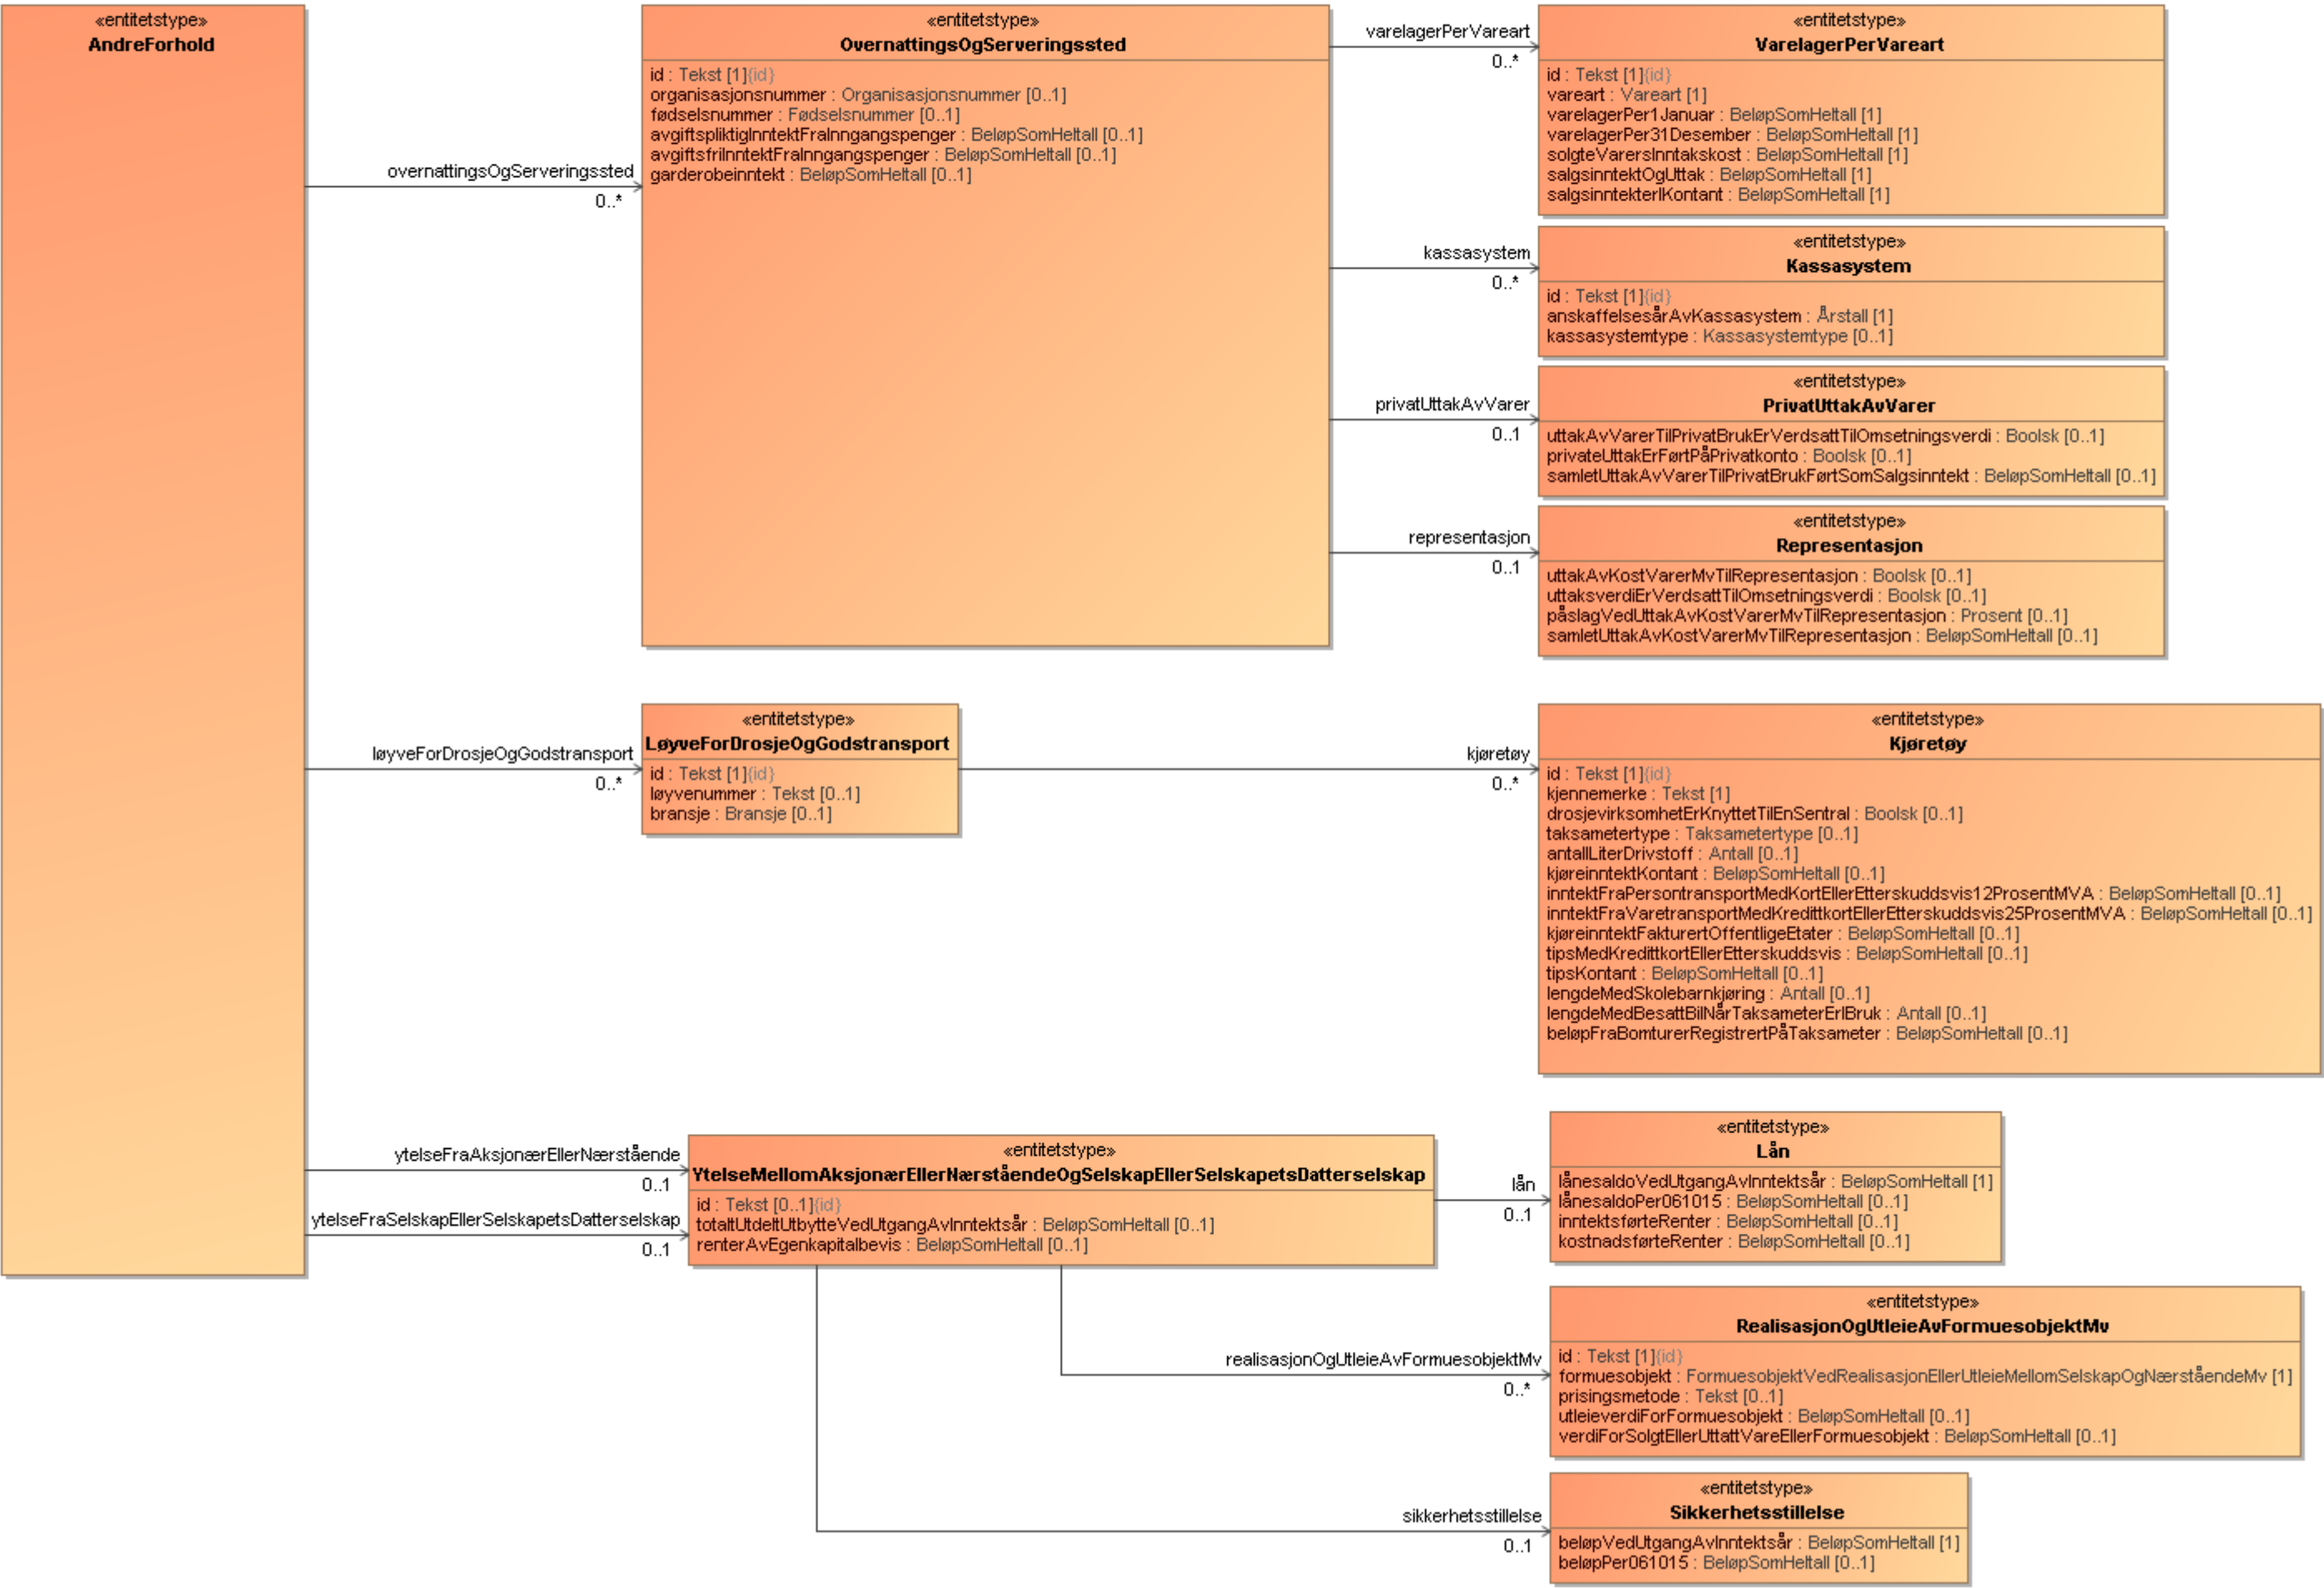 «entitetstype»
AndreForhold
overnattingsOgServeringssted
0..*
«entitetstype»
OvernattingsOgServeringssted
id : Tekst [1]{id}
organisasjonsnummer : Organisasjonsnummer [0..1]
fødselsnummer : Fødselsnummer [0..1]
avgiftspliktigInntektFraInngangspenger : BeløpSomHeltall [0..1]
avgiftsfriInntektFraInngangspenger : BeløpSomHeltall [0..1]
garderobeinntekt : BeløpSomHeltall [0..1]
varelagerPerVareart
0..*
«entitetstype»
VarelagerPerVareart
id : Tekst [1]{id}
vareart : Vareart [1]
varelagerPer1Januar : BeløpSomHeltall [1]
varelagerPer31Desember : BeløpSomHeltall [1]
solgteVarersInntakskost : BeløpSomHeltall [1]
salgsinntektOgUttak : BeløpSomHeltall [1]
salgsinntekterIKontant : BeløpSomHeltall [1]
kassasystem
0..*
«entitetstype»
Kassasystem
id : Tekst [1]{id}
anskaffelsesårAvKassasystem : Årstall [1]
kassasystemtype : Kassasystemtype [0..1]
privatUttakAvVarer
0..1
«entitetstype»
PrivatUttakAvVarer
uttakAvVarerTilPrivatBrukErVerdsattTilOmsetningsverdi : Boolsk [0..1]
privateUttakErFørtPåPrivatkonto : Boolsk [0..1]
samletUttakAvVarerTilPrivatBrukFørtSomSalgsinntekt : BeløpSomHeltall [0..1]
representasjon
0..1
«entitetstype»
Representasjon
uttakAvKostVarerMvTilRepresentasjon : Boolsk [0..1]
uttaksverdiErVerdsattTilOmsetningsverdi : Boolsk [0..1]
påslagVedUttakAvKostVarerMvTilRepresentasjon : Prosent [0..1]
samletUttakAvKostVarerMvTilRepresentasjon : BeløpSomHeltall [0..1]
løyveForDrosjeOgGodstransport
0..*
«entitetstype»
LøyveForDrosjeOgGodstransport
id : Tekst [1]{id}
løyvenummer : Tekst [0..1]
bransje : Bransje [0..1]
kjøretøy
0..*
«entitetstype»
Kjøretøy
id : Tekst [1]{id}
kjennemerke : Tekst [1]
drosjevirksomhetErKnyttetTilEnSentral : Boolsk [0..1]
taksametertype : Taksametertype [0..1]
antallLiterDrivstoff : Antall [0..1]
kjøreinntektKontant : BeløpSomHeltall [0..1]
inntektFraPersontransportMedKortEllerEtterskuddsvis12ProsentMVA : BeløpSomHeltall [0..1]
inntektFraVaretransportMedKredittkortEllerEtterskuddsvis25ProsentMVA : BeløpSomHeltall [0..1]
kjøreinntektFakturertOffentligeEtater : BeløpSomHeltall [0..1]
tipsMedKredittkortEllerEtterskuddsvis : BeløpSomHeltall [0..1]
tipsKontant : BeløpSomHeltall [0..1]
lengdeMedSkolebarnkjøring : Antall [0..1]
lengdeMedBesattBilNårTaksameterErIBruk : Antall [0..1]
beløpFraBomturerRegistrertPåTaksameter : BeløpSomHeltall [0..1]
ytelseFraAksjonærEllerNærstående
0..1
ytelseFraSelskapEllerSelskapetsDatterselskap
0..1
«entitetstype»
YtelseMellomAksjonærEllerNærståendeOgSelskapEllerSelskapetsDatterselskap
id : Tekst [0..1]{id}
totaltUtdeltUtbytteVedUtgangAvInntektsår : BeløpSomHeltall [0..1]
renterAvEgenkapitalbevis : BeløpSomHeltall [0..1]
lån
0..1
«entitetstype»
Lån
lånesaldoVedUtgangAvInntektsår : BeløpSomHeltall [1]
lånesaldoPer061015 : BeløpSomHeltall [0..1]
inntektsførteRenter : BeløpSomHeltall [0..1]
kostnadsførteRenter : BeløpSomHeltall [0..1]
realisasjonOgUtleieAvFormuesobjektMv
0..*
«entitetstype»
RealisasjonOgUtleieAvFormuesobjektMv
id : Tekst [1]{id}
formuesobjekt : FormuesobjektVedRealisasjonEllerUtleieMellomSelskapOgNærståendeMv [1]
prisingsmetode : Tekst [0..1]
utleieverdiForFormuesobjekt : BeløpSomHeltall [0..1]
verdiForSolgtEllerUttattVareEllerFormuesobjekt : BeløpSomHeltall [0..1]
sikkerhetsstillelse
0..1
«entitetstype»
Sikkerhetsstillelse
beløpVedUtgangAvInntektsår : BeløpSomHeltall [1]
beløpPer061015 : BeløpSomHeltall [0..1]